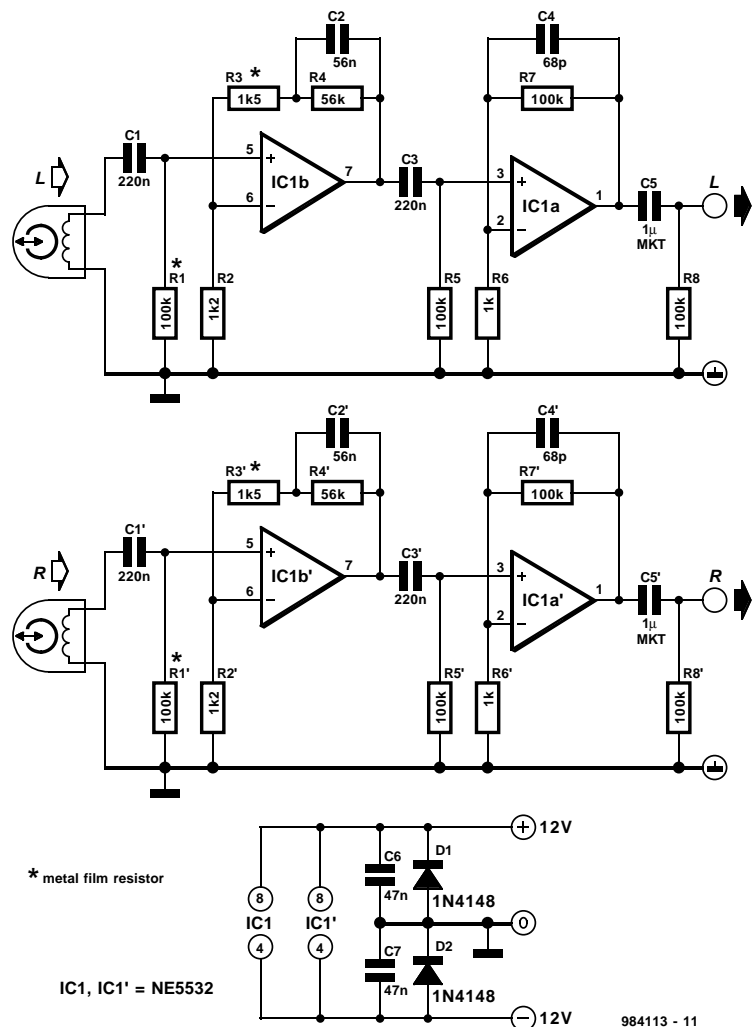 C2
56n
R3 *
1k5
R4
56k
C4
68p
R7
100k
C1
220n
L
5
+
6
–
IC1b
7
C3
220n
3
+
2
–
IC1a
1
C5
1µ
MKT
L
*
R1
100k
R2
1k2
R5
100k
R6
1k
R8
100k
C2'
56n
R3' *
1k5
R4'
56k
C4'
68p
R7'
100k
C1'
220n
R
5
+
6
–
IC1b'
7
C3'
220n
3
+
2
–
IC1a'
1
C5'
1µ
MKT
R
*
R1'
100k
R2'
1k2
R5'
100k
R6'
1k
R8'
100k
* metal film resistor
+ 12V
C6
47n
D1
1N4148
8
IC1
4
8
IC1'
4
0
C7
47n
D2
1N4148
– 12V
IC1, IC1' = NE5532
984113 - 11